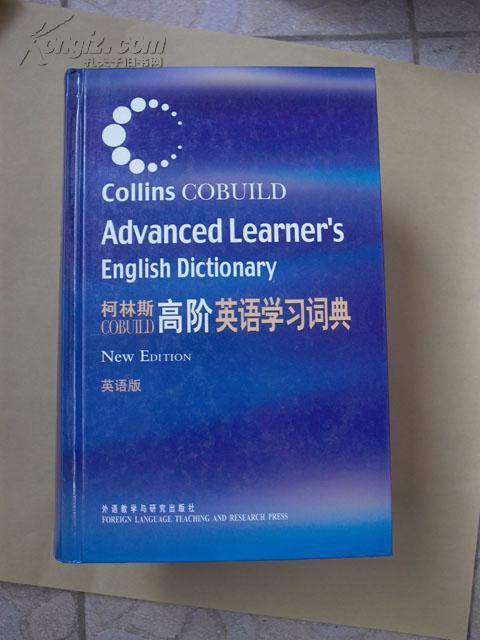 Kongfz.com
孔夫子旧书网
Collins COBUILD
Advanced Learner's
English Dictionary
柯林斯
COBUILD 高阶英语学习词典
NEW EDITION
英语版
外语教学与研究出版社
FOREIGN LANGUAGE TEACHING AND RESEARCH PRESS